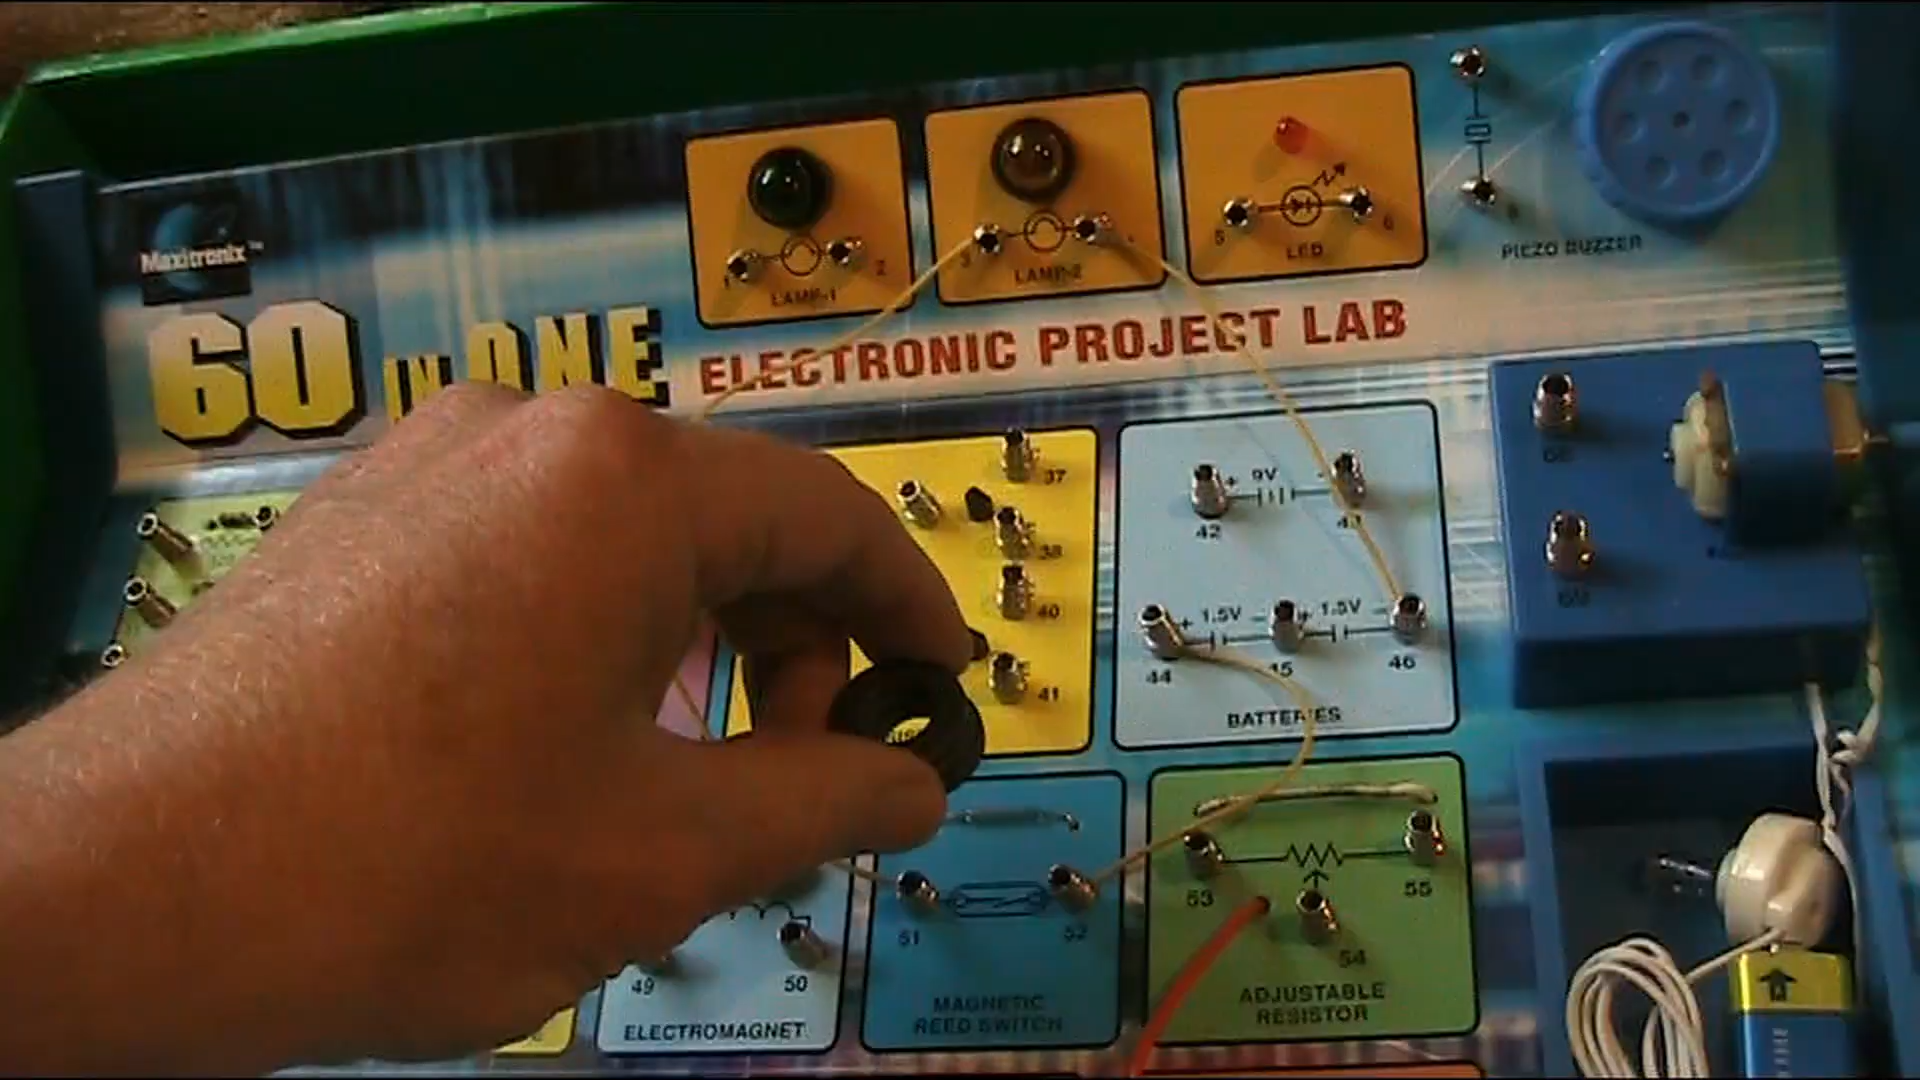 Maxitronix™
60 IN ONE
ELECTRONIC PROJECT LAB
1 2
LAMP-1
3
LAMP-2
5 6
LED
PIEZO BUZZER
37
38
40
41
+ 9V -
42
+ 1.5V - + 1.5V -
44 46
BATTERIES
49 50
ELECTROMAGNET
51 52
MAGNETIC
REED SWITCH
53 55
54
ADJUSTABLE
RESISTOR